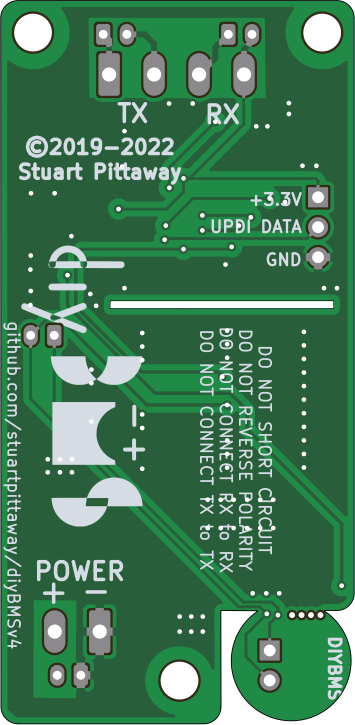 TX
RX
©2019-2022
Stuart Pittaway
+3.3V
UPDI DATA
GND
DO NOT SHORT CIRCUIT
DO NOT REVERSE POLARITY
DO NOT CONNECT RX to RX
DO NOT CONNECT TX to TX
github.com/stuartpittaway/diyBMSv4
- +
POWER
+ -
DIYBMS